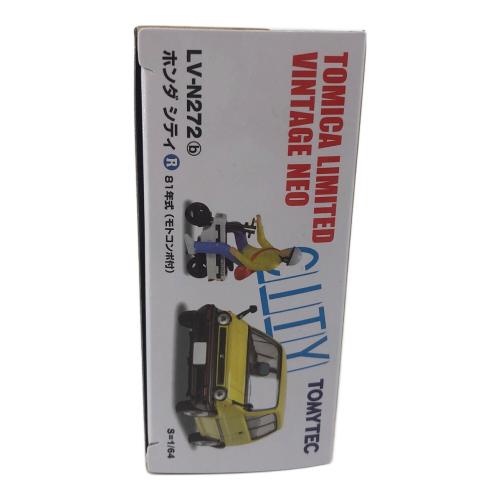 TOMICA LIMITED
VINTAGE NEO
LV-N272 ⓑ
ホンダ シティ Ⓡ 81年式 (モトコンポ付)
CITY
TOMYTEC
S=1/64